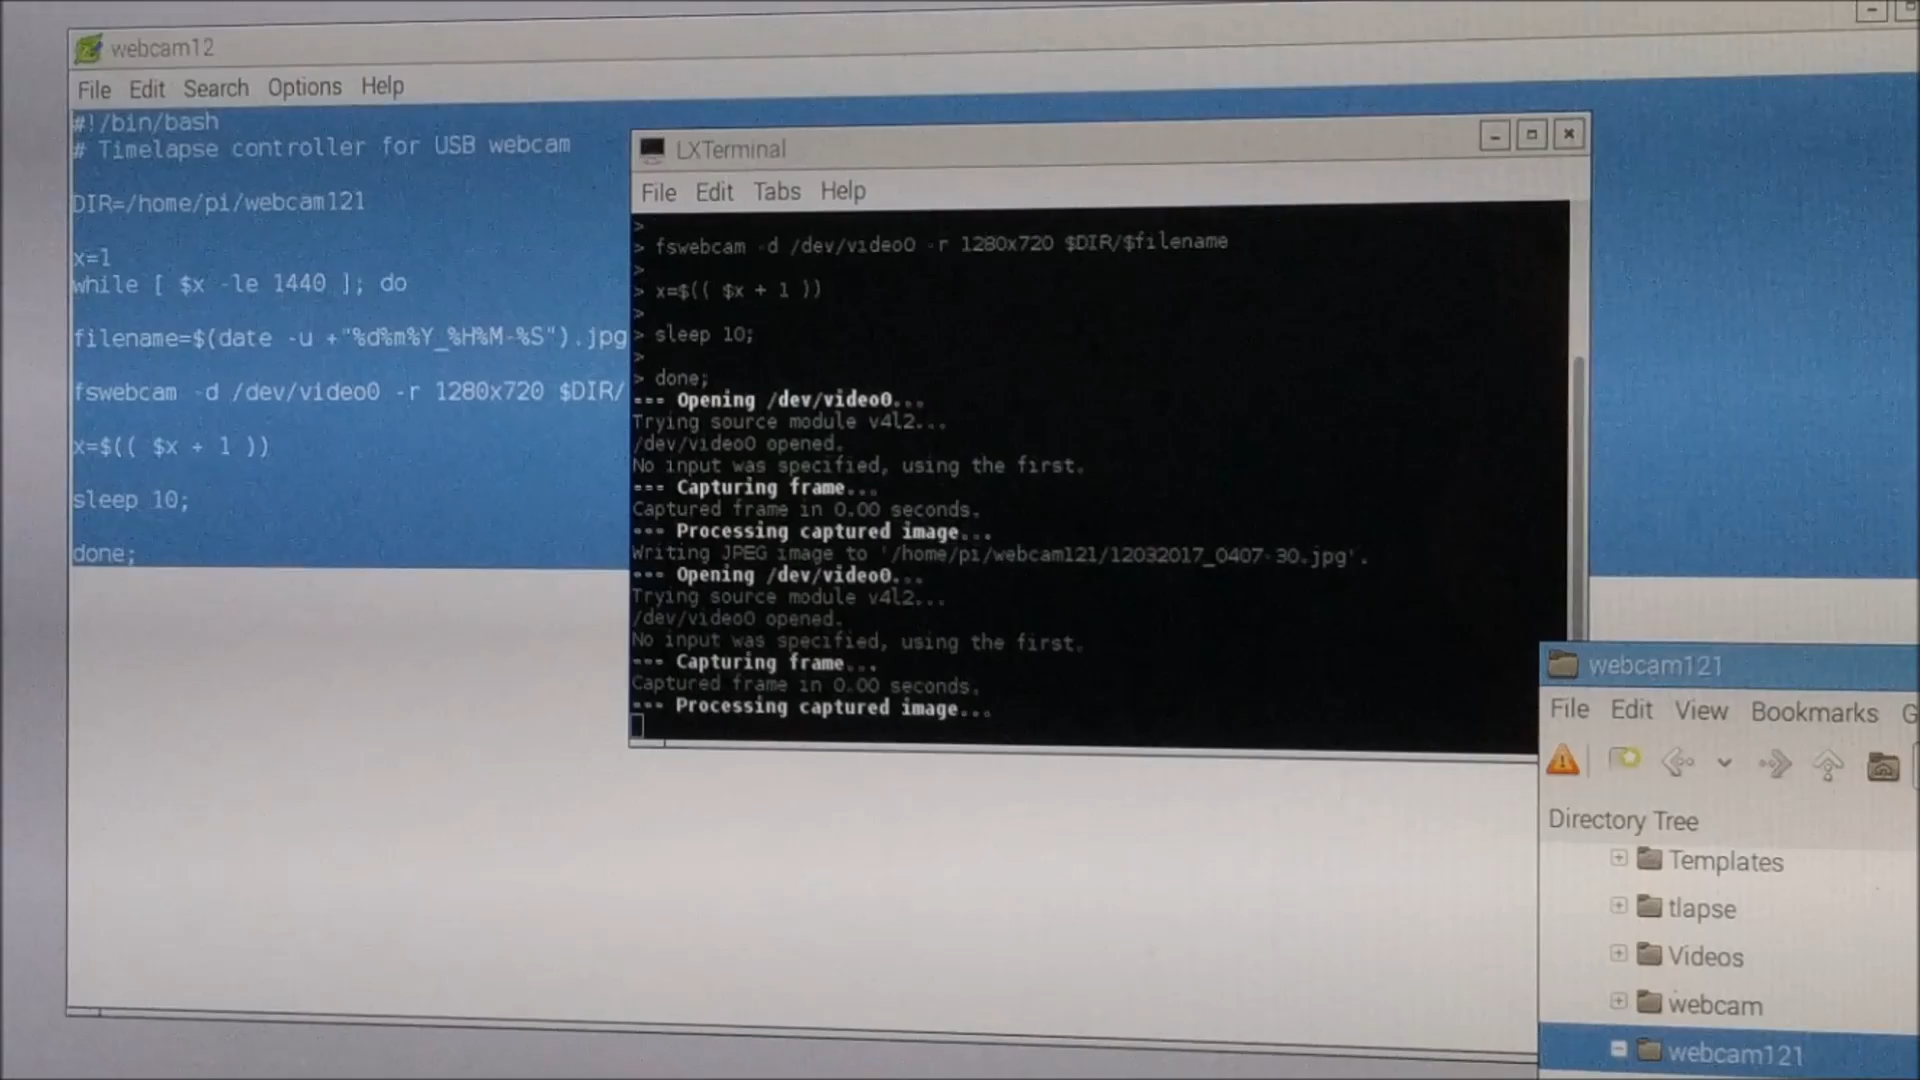 webcam12
File Edit Search Options Help
#!/bin/bash
# Timelapse controller for USB webcam
DIR=/home/pi/webcam121
x=1
while [ $x -le 1440 ]; do
filename=$(date -u +"%d%m%Y_%H%M-%S").jpg
fswebcam -d /dev/video0 -r 1280x720 $DIR/
x=$(( $x + 1 ))
sleep 10;
done;
LXTerminal
File Edit Tabs Help
>
> fswebcam -d /dev/video0 -r 1280x720 $DIR/$filename
>
> x=$(( $x + 1 ))
>
> sleep 10;
>
> done;
--- Opening /dev/video0...
Trying source module v4l2...
/dev/video0 opened.
No input was specified, using the first.
--- Capturing frame...
Captured frame in 0.00 seconds.
--- Processing captured image...
Writing JPEG image to '/home/pi/webcam121/12032017_0407-30.jpg'.
--- Opening /dev/video0...
Trying source module v4l2...
/dev/video0 opened.
No input was specified, using the first.
--- Capturing frame...
Captured frame in 0.00 seconds.
--- Processing captured image...
webcam121
File Edit View Bookmarks G
Directory Tree
Templates
tlapse
Videos
webcam
webcam121